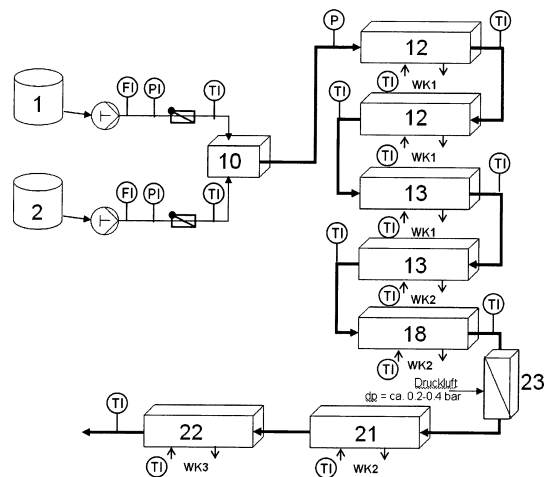 P
TI
12
TI
WK1
1
FI
PI
TI
TI
12
TI
WK1
10
TI
13
2
FI
PI
TI
TI
WK1
TI
13
TI
WK2
TI
18
TI
WK2
Druckluft
dp = ca. 0.2-0.4 bar
23
TI
22
21
TI
WK3
TI
WK2